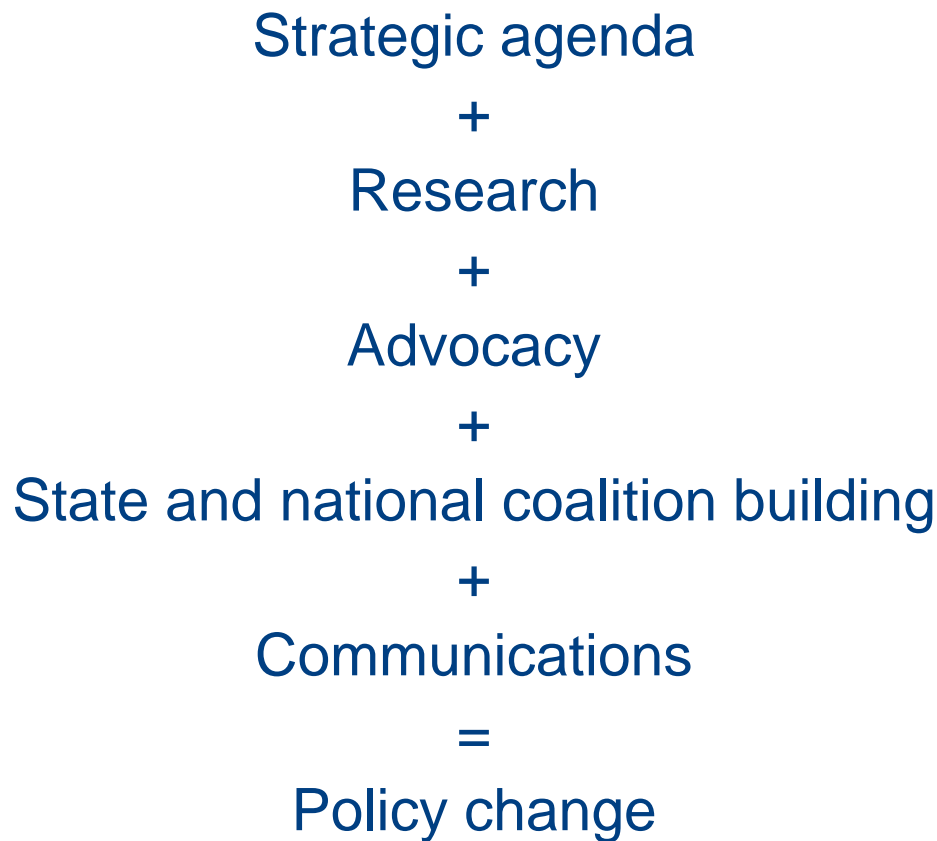 Strategic agenda
+
Research
+
Advocacy
+
State and national coalition building
+
Communications
=
Policy change